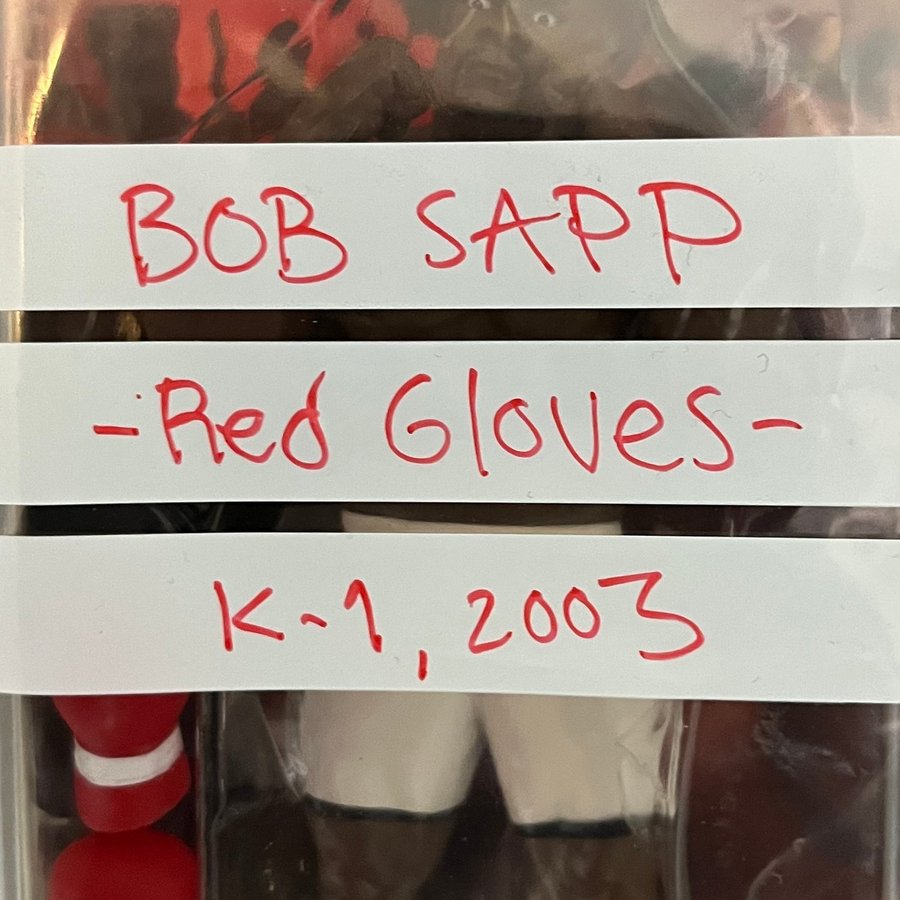 BOB SAPP
-Red Gloves-
K-1, 2003